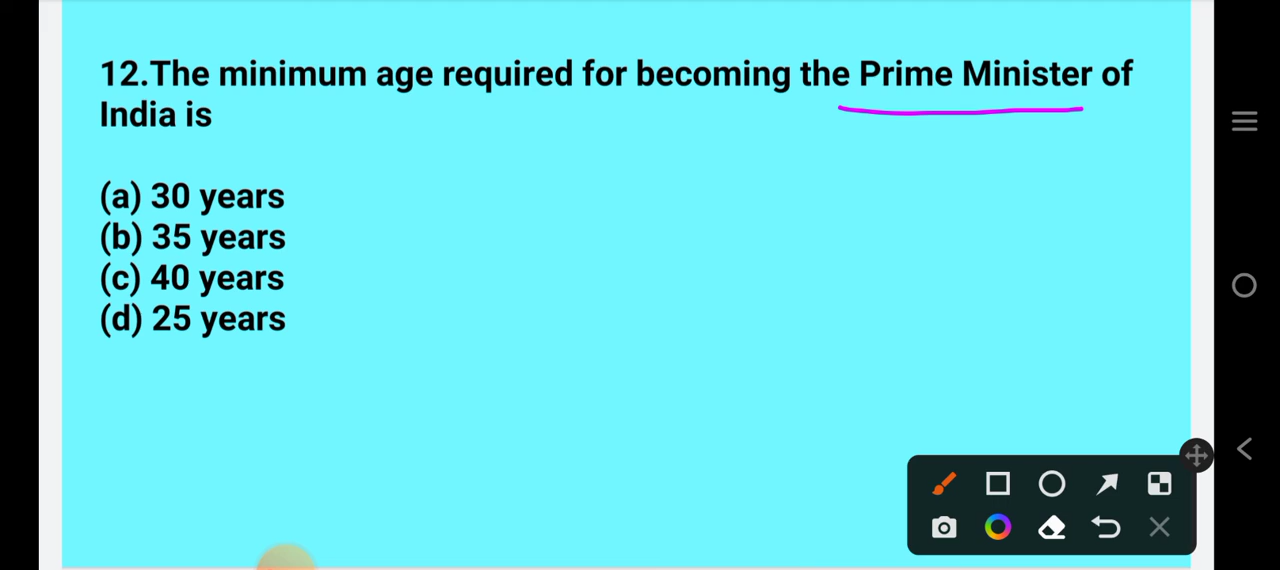 12.The minimum age required for becoming the Prime Minister of
India is
(a) 30 years
(b) 35 years
(c) 40 years
(d) 25 years